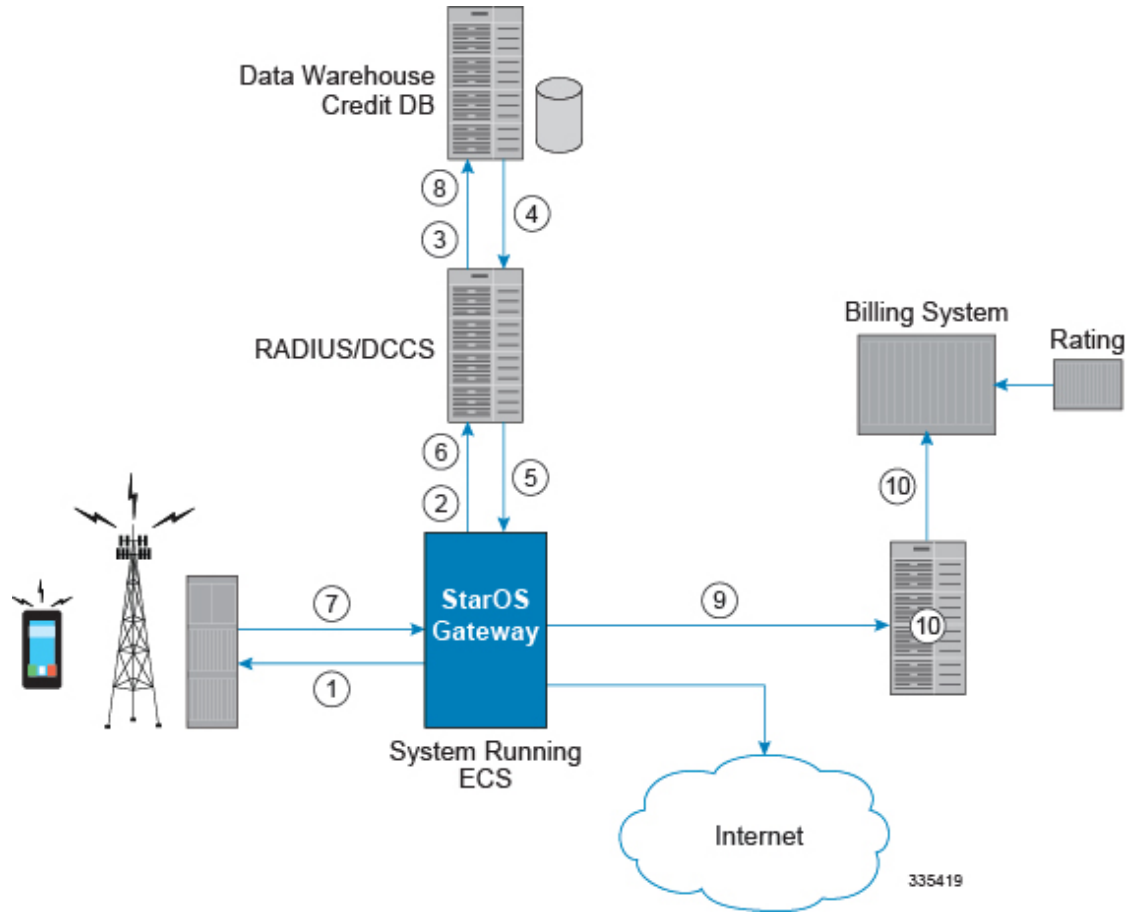 Data Warehouse
Credit DB
8
4
3
RADIUS/DCCS
Billing System
Rating
6
5
2
10
7
StarOS
Gateway
9
10
1
System Running
ECS
Internet
335419